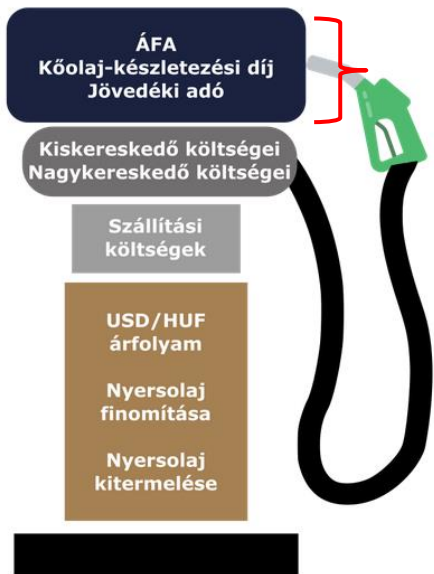 ÁFA
Kőolaj-készletezési díj
Jövedéki adó
Kiskereskedő költségei
Nagykereskedő költségei
Szállítási
költségek
USD/HUF
árfolyam
Nyersolaj
finomítása
Nyersolaj
kitermelése